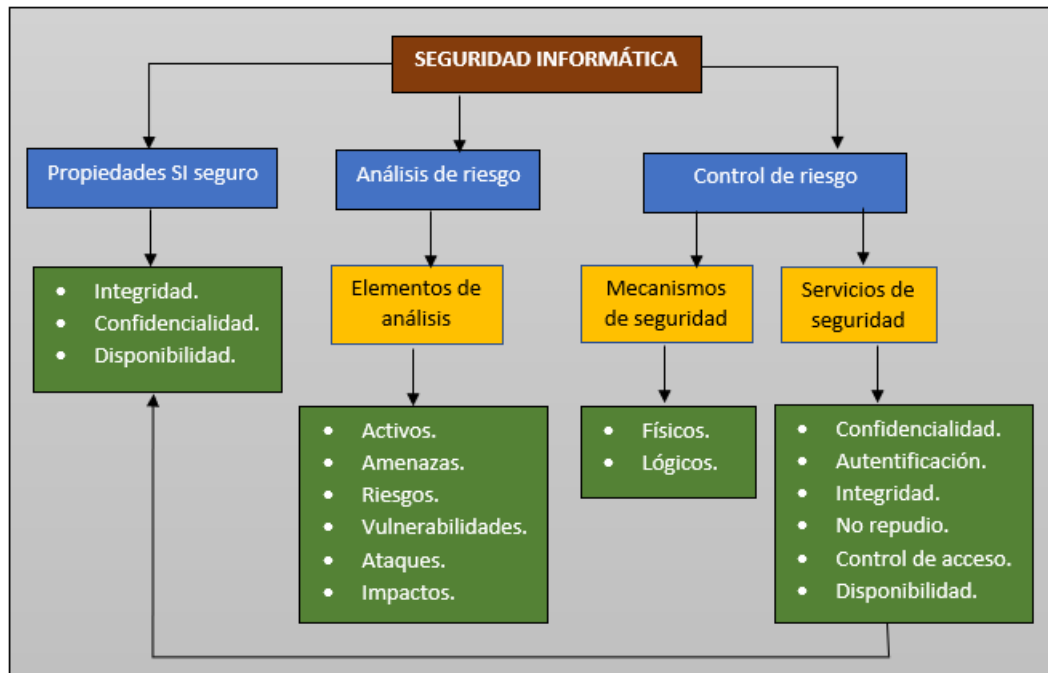 SEGURIDAD INFORMÁTICA
Propiedades SI seguro
Análisis de riesgo
Control de riesgo
• Integridad.
• Confidencialidad.
• Disponibilidad.
Elementos de
análisis
Mecanismos
de seguridad
Servicios de
seguridad
• Activos.
• Amenazas.
• Riesgos.
• Vulnerabilidades.
• Ataques.
• Impactos.
• Físicos.
• Lógicos.
• Confidencialidad.
• Autentificación.
• Integridad.
• No repudio.
• Control de acceso.
• Disponibilidad.